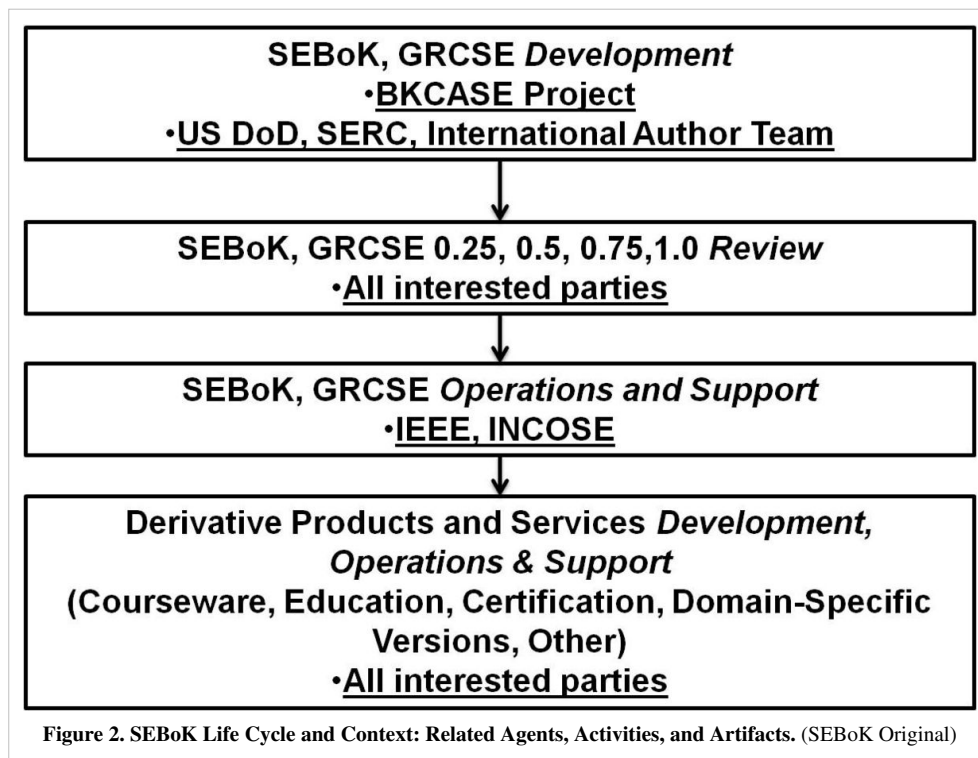 SEBoK, GRCSE Development
•BKCASE Project
•US DoD, SERC, International Author Team
SEBoK, GRCSE 0.25, 0.5, 0.75,1.0 Review
•All interested parties
SEBoK, GRCSE Operations and Support
•IEEE, INCOSE
Derivative Products and Services Development,
Operations & Support
(Courseware, Education, Certification, Domain-Specific
Versions, Other)
•All interested parties
Figure 2. SEBoK Life Cycle and Context: Related Agents, Activities, and Artifacts. (SEBoK Original)